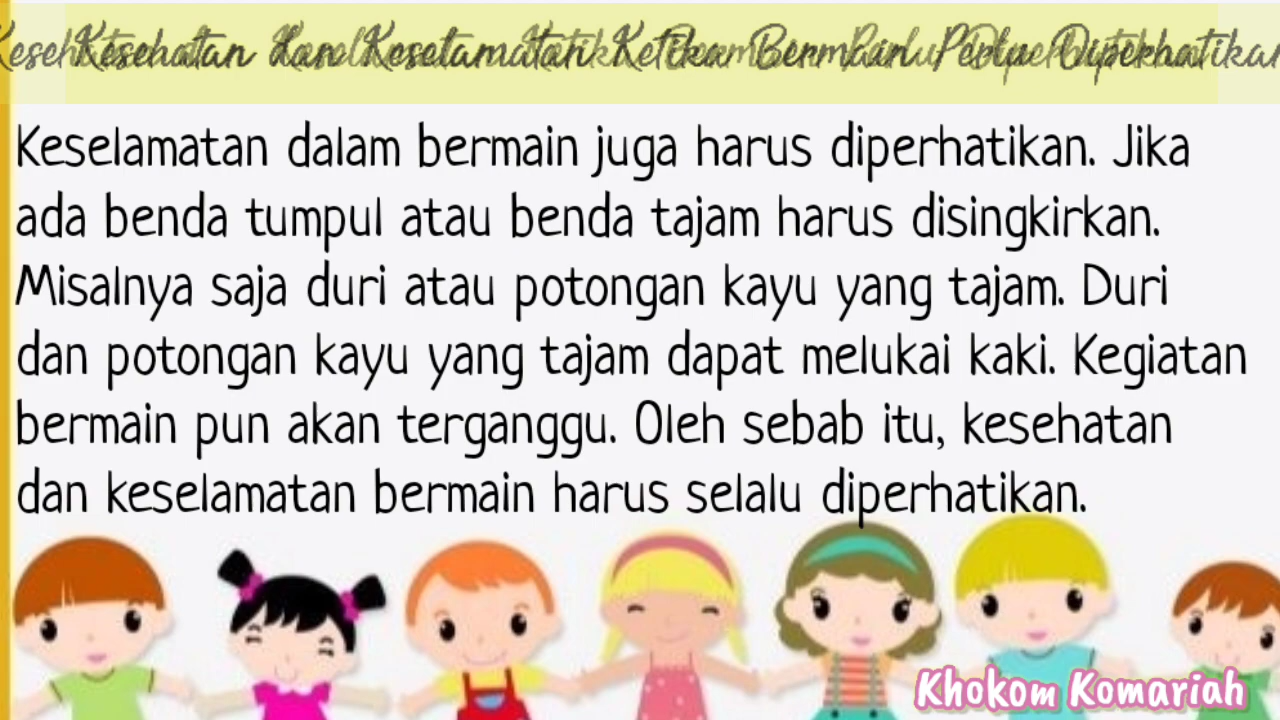 Kesehatan dan Keselamatan Ketika Bermain Perlu Diperhatikan
Keselamatan dalam bermain juga harus diperhatikan. Jika
ada benda tumpul atau benda tajam harus disingkirkan.
Misalnya saja duri atau potongan kayu yang tajam. Duri
dan potongan kayu yang tajam dapat melukai kaki. Kegiatan
bermain pun akan terganggu. Oleh sebab itu, kesehatan
dan keselamatan bermain harus selalu diperhatikan.
Khokom Komariah